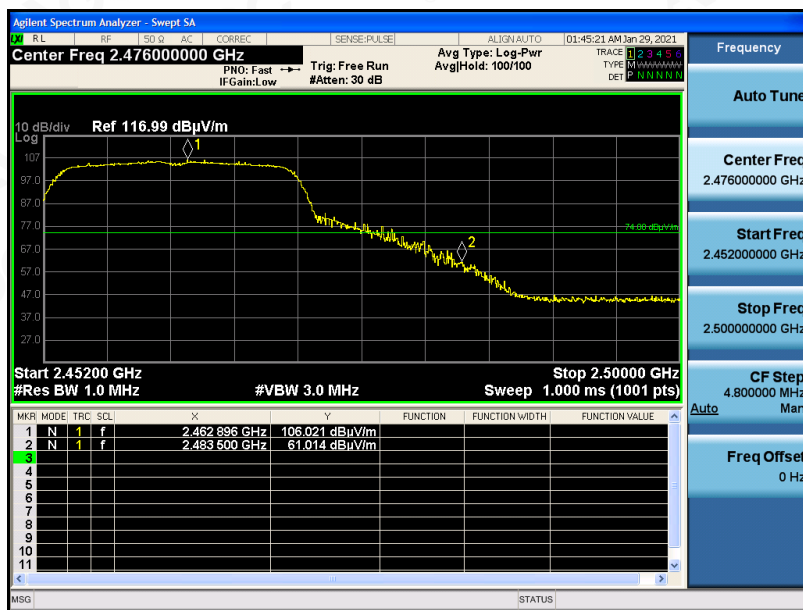 Agilent Spectrum Analyzer - Swept SA
LXI RL RF 50 Ω AC CORREC SENSE:PULSE ALIGNAUTO 01:45:21 AM Jan 29, 2021
Center Freq 2.476000000 GHz
PNO: Fast
IFGain:Low
Trig: Free Run
#Atten: 30 dB
Avg Type: Log-Pwr
Avg|Hold: 100/100
TRACE 1 2 3 4 5 6
TYPE M
DET P N N N N N
10 dB/div
Log
Ref 116.99 dBµV/m
1
107
97.0
87.0
77.0
74.00 dBµV/m
67.0
2
57.0
47.0
37.0
27.0
Start 2.45200 GHz Stop 2.50000 GHz
#Res BW 1.0 MHz #VBW 3.0 MHz Sweep 1.000 ms (1001 pts)
MKR MODE TRC SCL X Y FUNCTION FUNCTION WIDTH FUNCTION VALUE
1 N 1 f 2.462 896 GHz 106.021 dBµV/m
2 N 1 f 2.483 500 GHz 61.014 dBµV/m
3
4
5
6
7
8
9
10
11
MSG STATUS
Frequency
Auto Tune
Center Freq
2.476000000 GHz
Start Freq
2.452000000 GHz
Stop Freq
2.500000000 GHz
CF Step
4.800000 MHz
Auto Man
Freq Offset
0 Hz